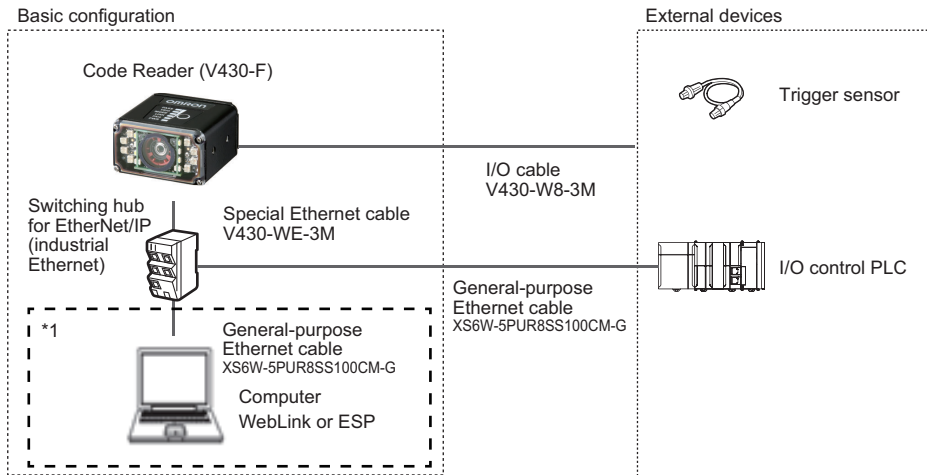 Basic configuration
External devices
Code Reader (V430-F)
omron
Trigger sensor
I/O cable
V430-W8-3M
Switching hub
for EtherNet/IP
(industrial
Ethernet)
Special Ethernet cable
V430-WE-3M
I/O control PLC
General-purpose
Ethernet cable
XS6W-5PUR8SS100CM-G
*1
General-purpose
Ethernet cable
XS6W-5PUR8SS100CM-G
Computer
WebLink or ESP